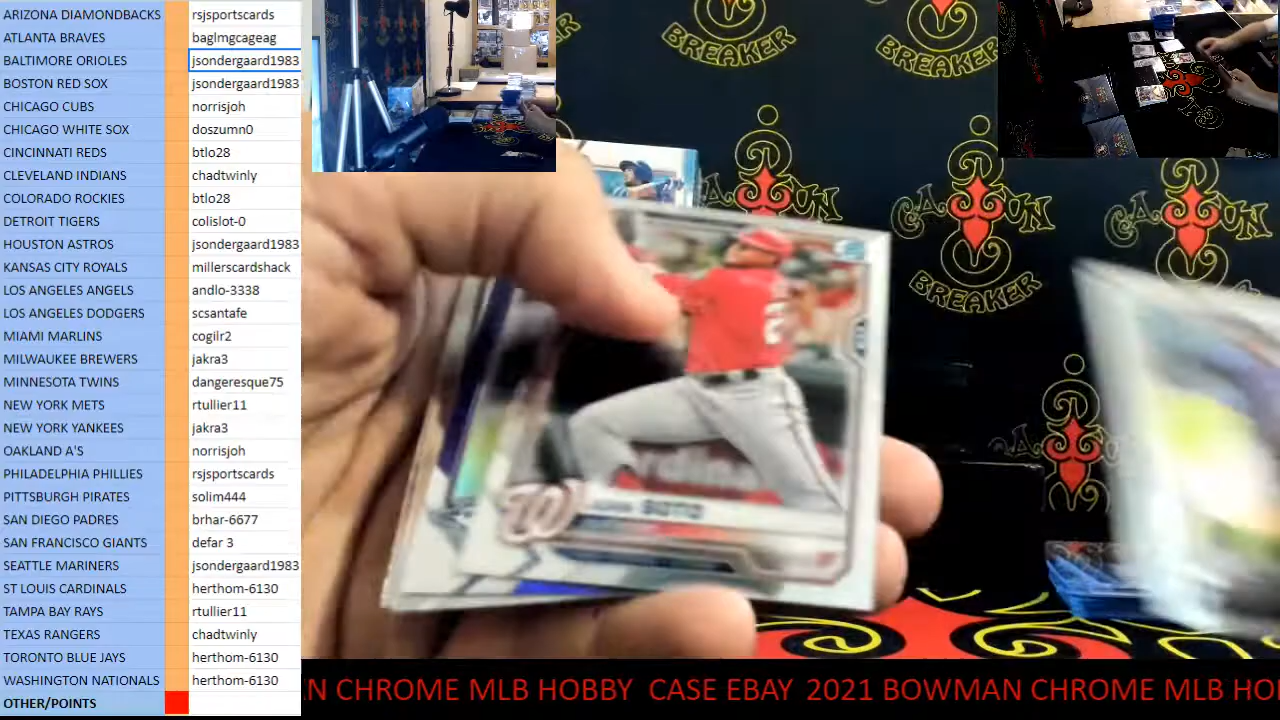 ARIZONA DIAMONDBACKS rsjsportscards
ATLANTA BRAVES baglmgcageag
BALTIMORE ORIOLES jsondergaard1983
BOSTON RED SOX jsondergaard1983
CHICAGO CUBS norrisjoh
CHICAGO WHITE SOX doszumn0
CINCINNATI REDS btlo28
CLEVELAND INDIANS chadtwinly
COLORADO ROCKIES btlo28
DETROIT TIGERS colislot-0
HOUSTON ASTROS jsondergaard1983
KANSAS CITY ROYALS millerscardshack
LOS ANGELES ANGELS andlo-3338
LOS ANGELES DODGERS scsantafe
MIAMI MARLINS cogilr2
MILWAUKEE BREWERS jakra3
MINNESOTA TWINS dangeresque75
NEW YORK METS rtullier11
NEW YORK YANKEES jakra3
OAKLAND A'S norrisjoh
PHILADELPHIA PHILLIES rsjsportscards
PITTSBURGH PIRATES solim444
SAN DIEGO PADRES brhar-6677
SAN FRANCISCO GIANTS defar 3
SEATTLE MARINERS jsondergaard1983
ST LOUIS CARDINALS herthom-6130
TAMPA BAY RAYS rtullier11
TEXAS RANGERS chadtwinly
TORONTO BLUE JAYS herthom-6130
WASHINGTON NATIONALS herthom-6130
OTHER/POINTS
BREAKER
BREAKER
CAJUN
BREAKER
W
SOTO
N CHROME MLB HOBBY CASE EBAY 2021 BOWMAN CHROME MLB HO